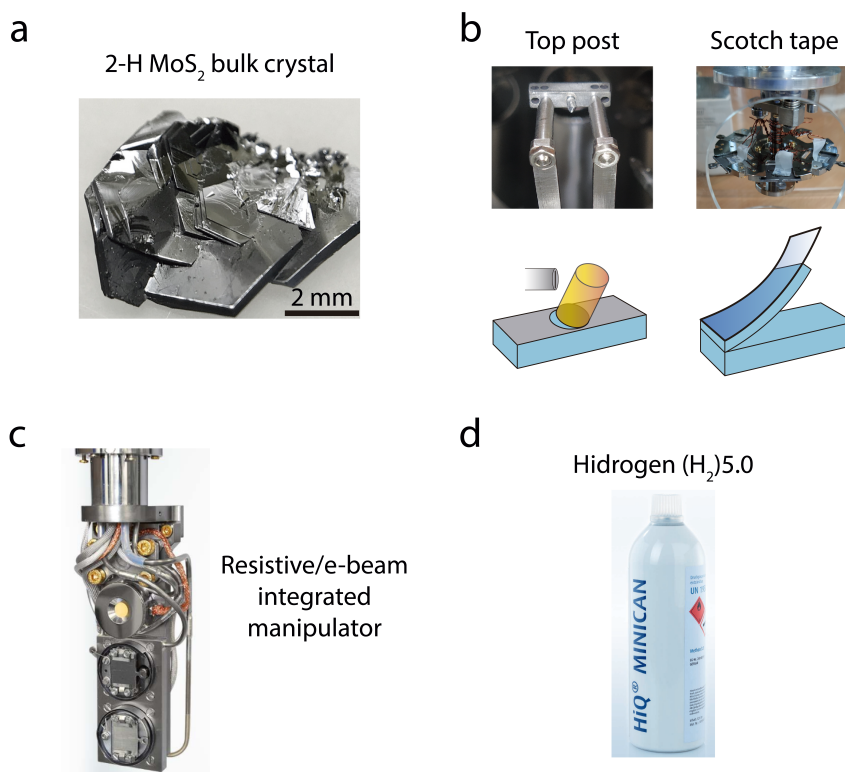 a
2-H MoS₂ bulk crystal
2 mm
b
Top post
Scotch tape
c
Resistive/e-beam
integrated
manipulator
d
Hidrogen (H₂)5.0
HiQ® MINICAN